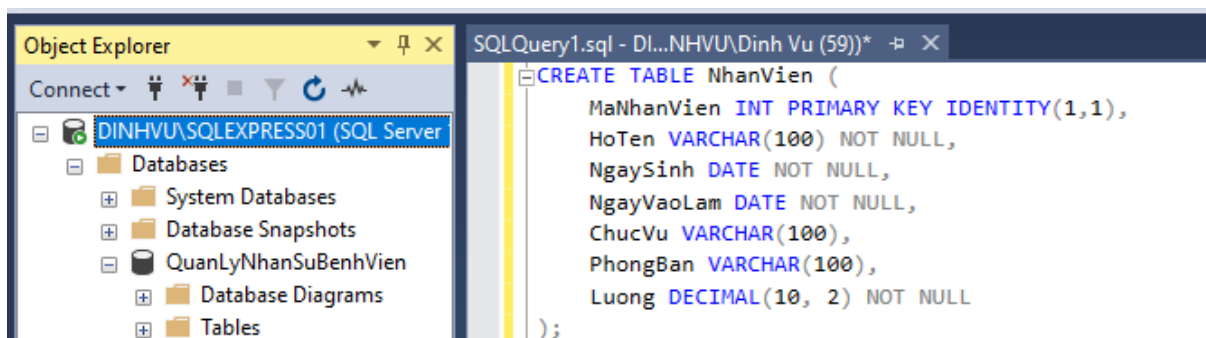 Object Explorer
Connect
DINHVU\SQLEXPRESS01 (SQL Server
Databases
System Databases
Database Snapshots
QuanLyNhanSuBenhVien
Database Diagrams
Tables
SQLQuery1.sql - DI...NHVU\Dinh Vu (59))*
CREATE TABLE NhanVien (
MaNhanVien INT PRIMARY KEY IDENTITY(1,1),
HoTen VARCHAR(100) NOT NULL,
NgaySinh DATE NOT NULL,
NgayVaoLam DATE NOT NULL,
ChucVu VARCHAR(100),
PhongBan VARCHAR(100),
Luong DECIMAL(10, 2) NOT NULL
);